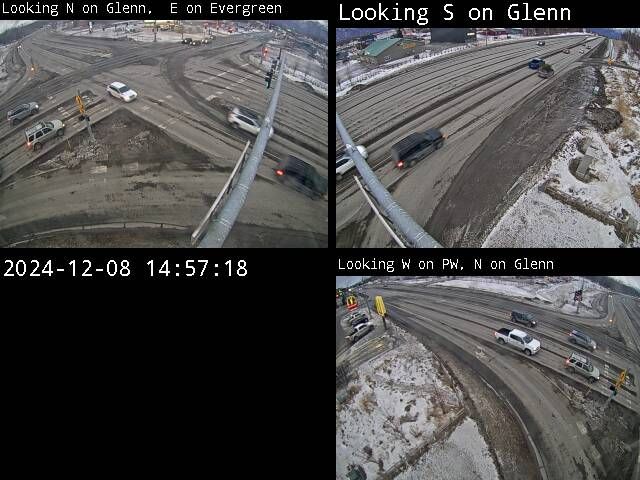 Looking N on Glenn,  E on Evergreen
Looking S on Glenn
2024-12-08 14:57:18
Looking W on PW, N on Glenn